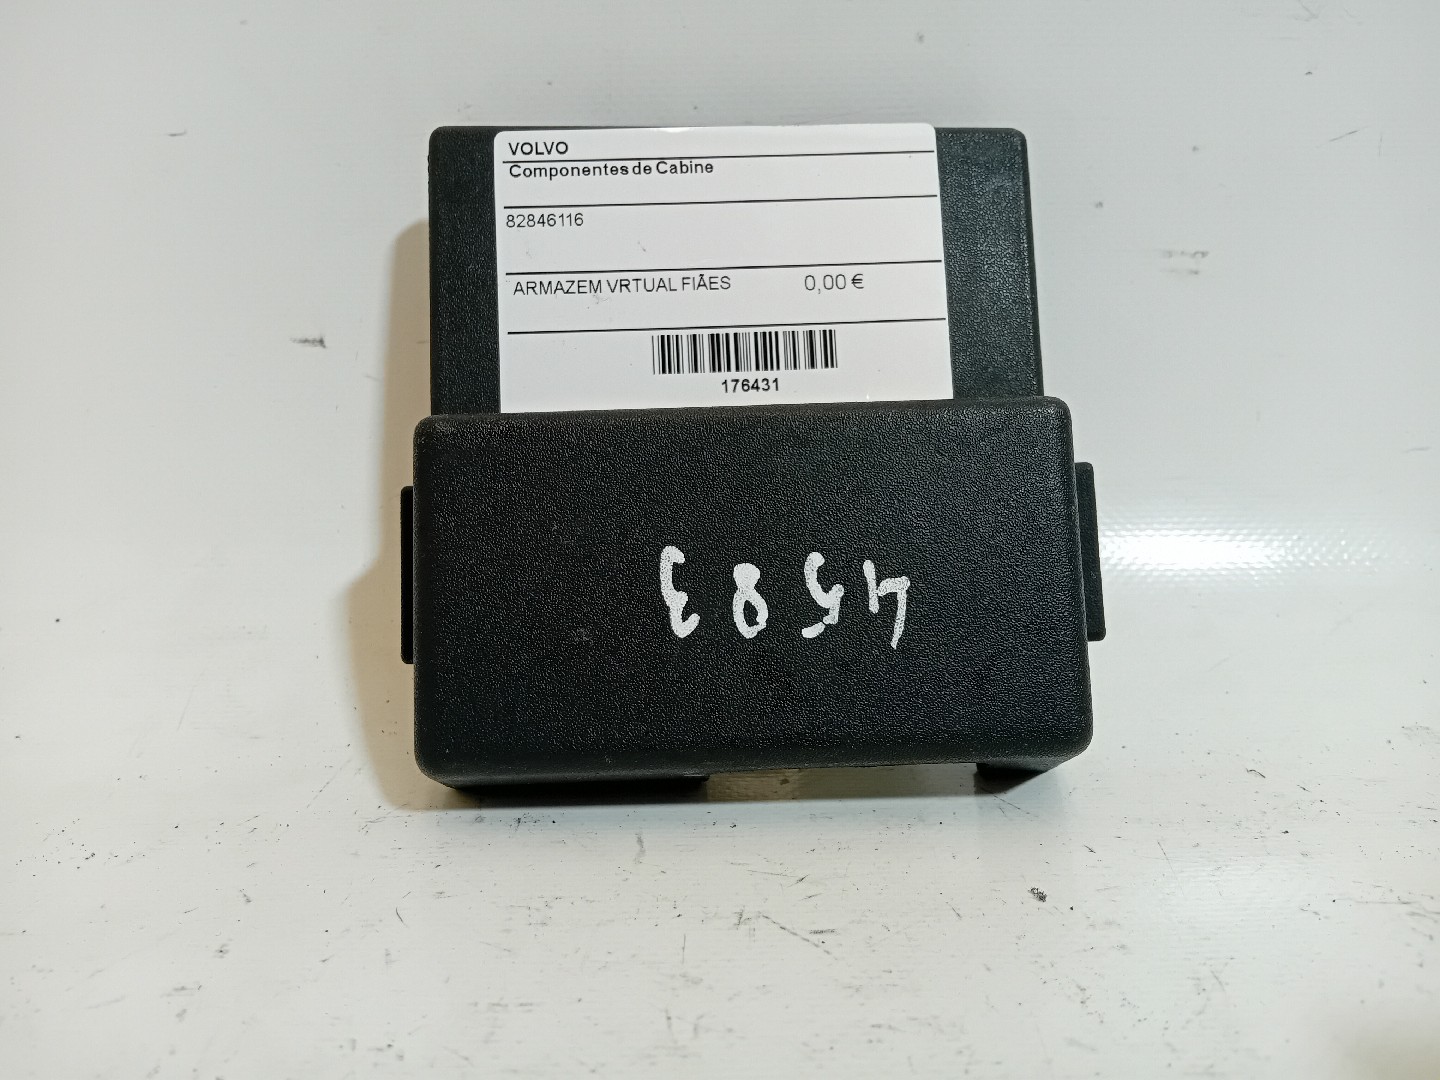 VOLVO
Componentes de Cabine
82846116
ARMAZEM VRTUAL FIÃES 0,00 €
176431
4583